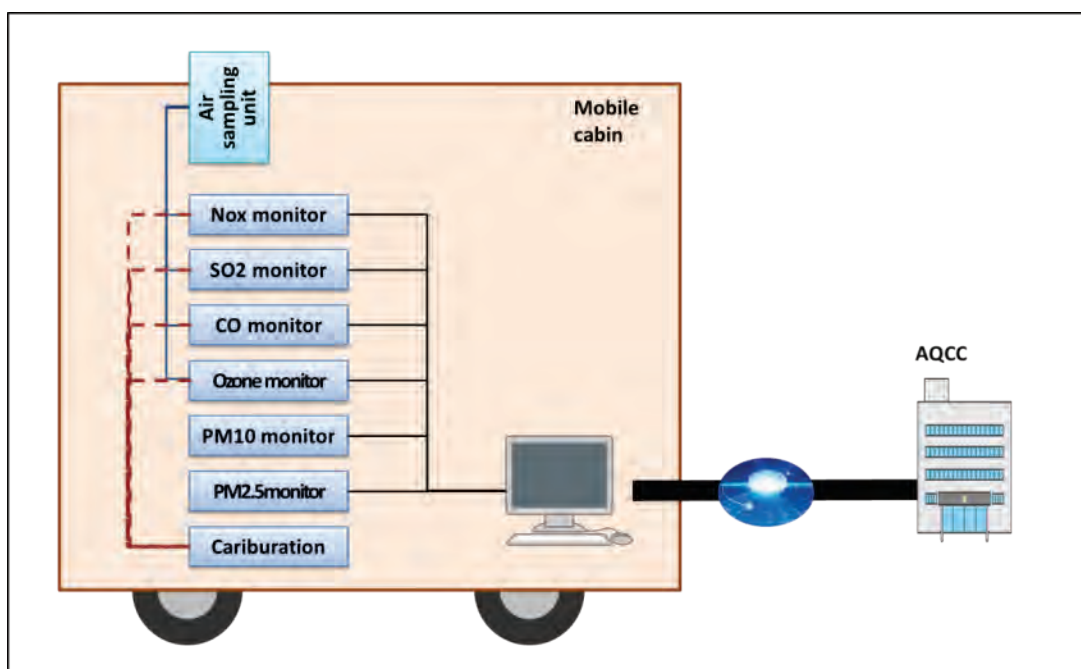 Air
sampling
unit
Mobile
cabin
Nox monitor
SO2 monitor
CO monitor
Ozone monitor
PM10 monitor
PM2.5monitor
Cariburation
AQCC